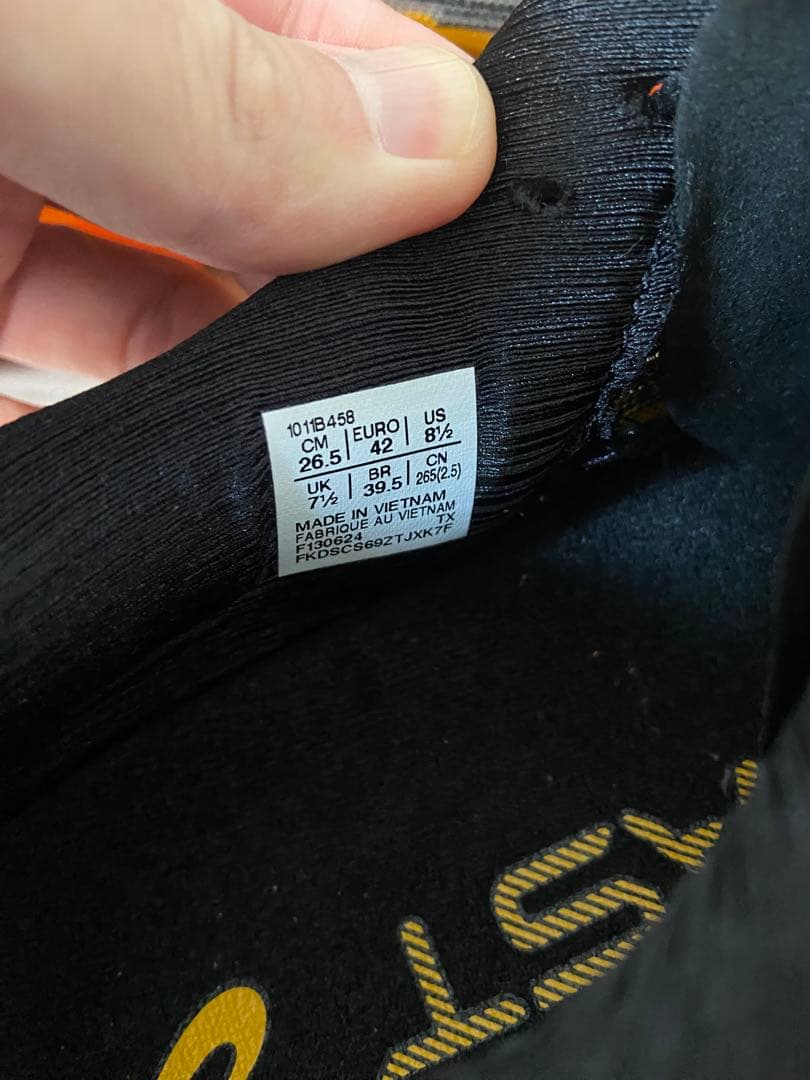 1011B458
CM EURO US
26.5 42 8½
UK BR CN
7½ 39.5 265(2.5)
MADE IN VIETNAM
FABRIQUE AU VIETNAM
F130624 TX
FKDSCS69ZTJXK7F